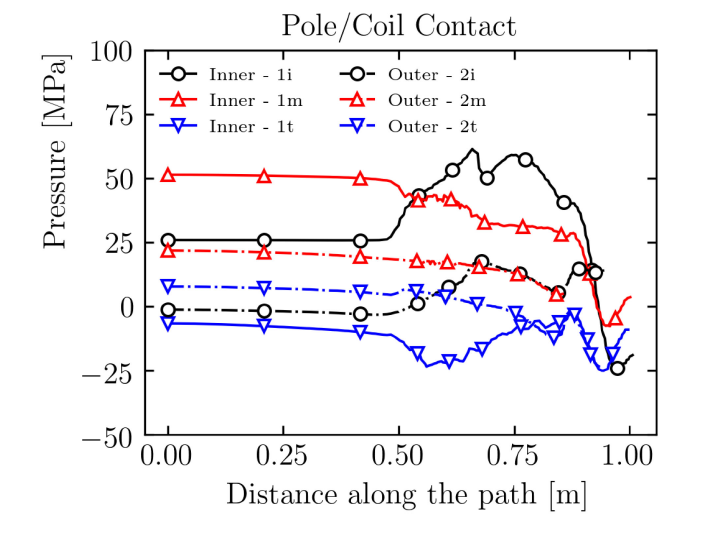 Pole/Coil Contact
Pressure [MPa]
100
75
50
25
0
−25
−50
Inner - 1i
Inner - 1m
Inner - 1t
Outer - 2i
Outer - 2m
Outer - 2t
0.00 0.25 0.50 0.75 1.00
Distance along the path [m]